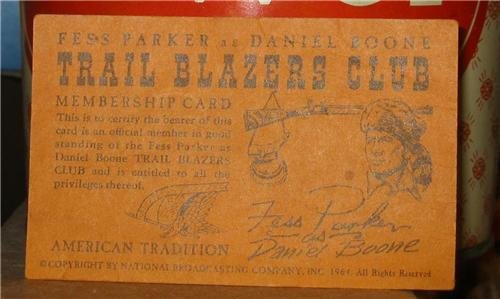 FESS PARKER as DANIEL BOONE
TRAIL BLAZERS CLUB
MEMBERSHIP CARD
This is to certify the bearer of this
card is an official member in good
standing of the Fess Parker as
Daniel Boone TRAIL BLAZERS
CLUB and is entitled to all the
privileges thereof.
Fess Parker
as
Daniel Boone
AMERICAN TRADITION
© COPYRIGHT BY NATIONAL BROADCASTING COMPANY, INC. 1964. All Rights Reserved